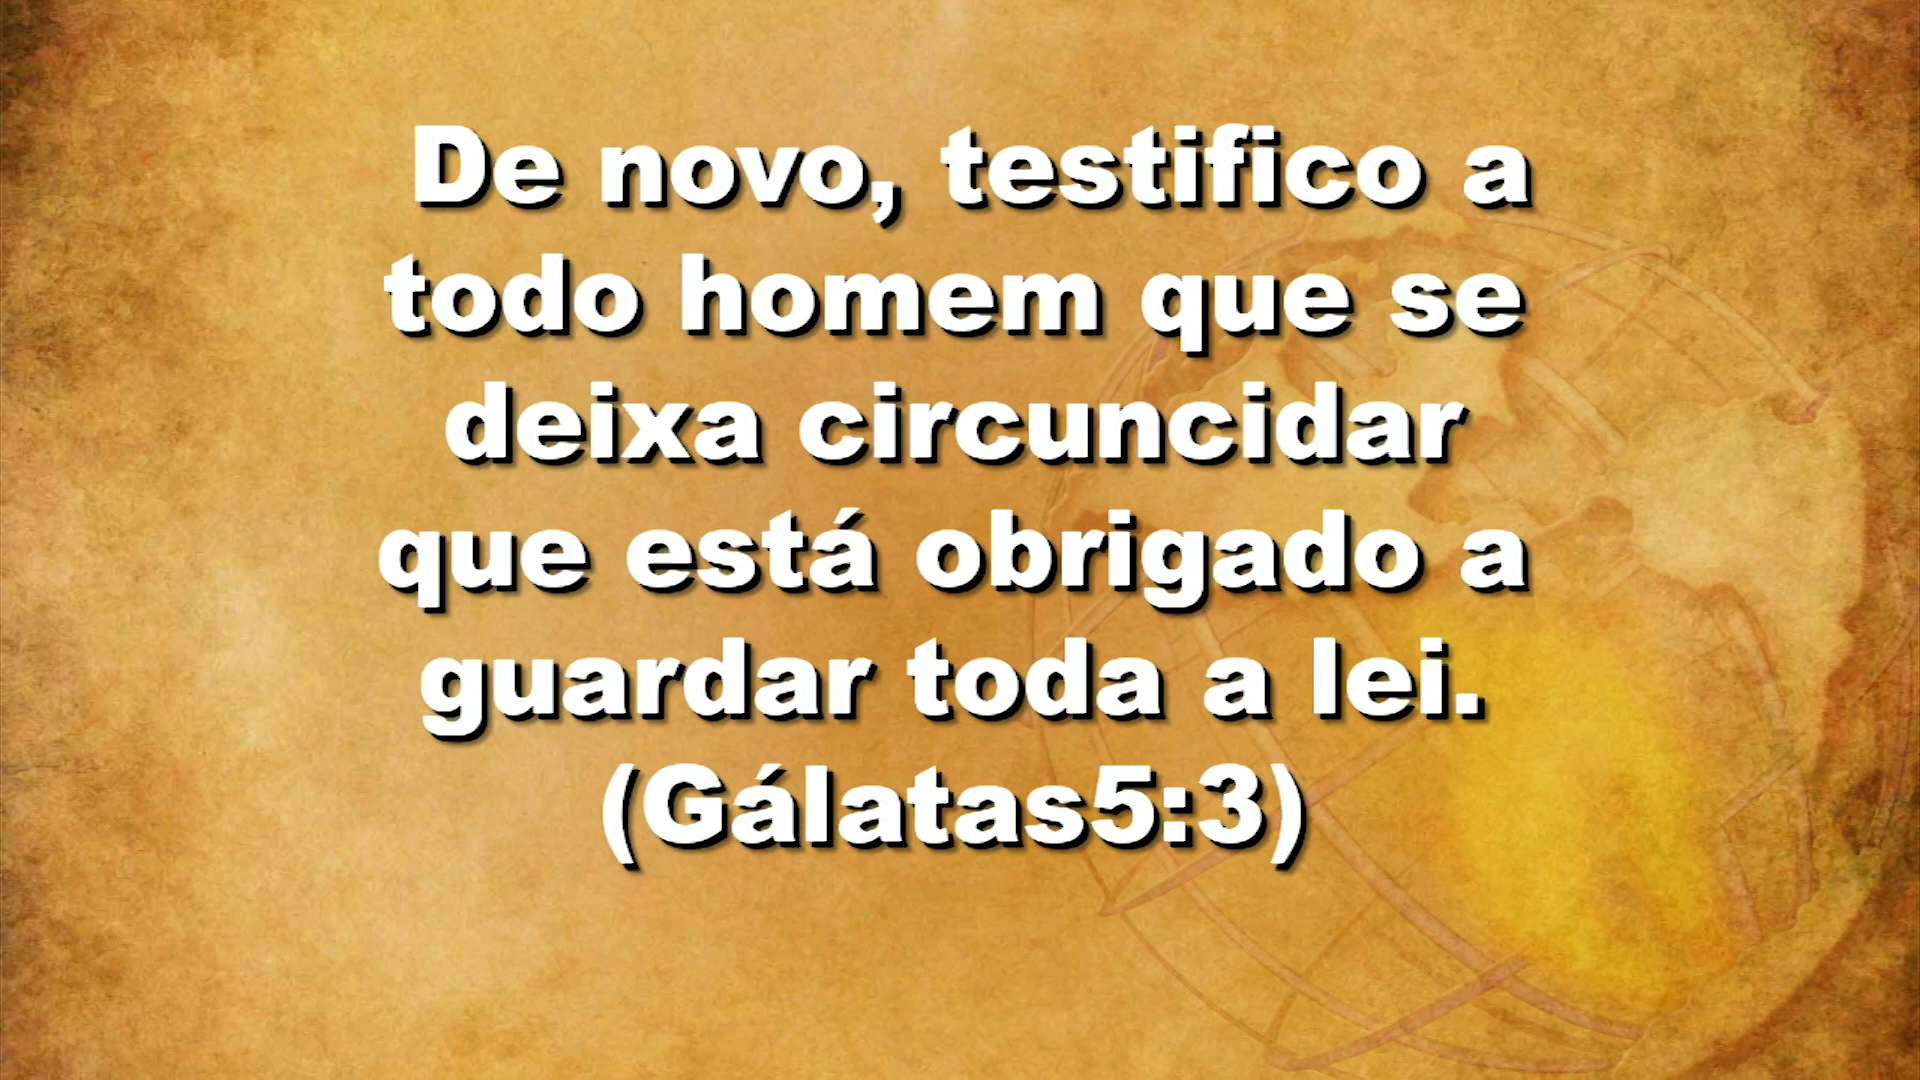 De novo, testifico a
todo homem que se
deixa circuncidar
que está obrigado a
guardar toda a lei.
(Gálatas5:3)